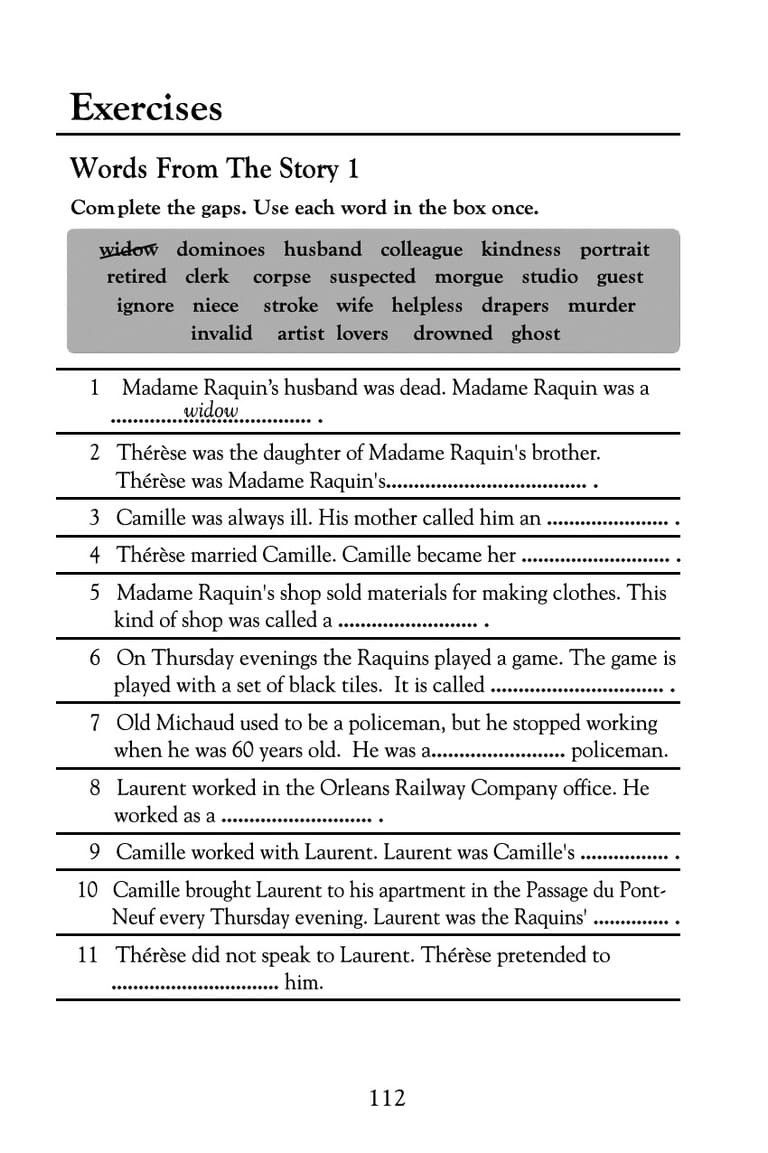 Exercises
Words From The Story 1
Complete the gaps. Use each word in the box once.
widow dominoes husband colleague kindness portrait
retired clerk corpse suspected morgue studio guest
ignore niece stroke wife helpless drapers murder
invalid artist lovers drowned ghost
1 Madame Raquin’s husband was dead. Madame Raquin was a
...............widow.................. .
2 Thérèse was the daughter of Madame Raquin's brother.
Thérèse was Madame Raquin's.................................... .
3 Camille was always ill. His mother called him an ...................... .
4 Thérèse married Camille. Camille became her ........................... .
5 Madame Raquin's shop sold materials for making clothes. This
kind of shop was called a ......................... .
6 On Thursday evenings the Raquins played a game. The game is
played with a set of black tiles. It is called ............................... .
7 Old Michaud used to be a policeman, but he stopped working
when he was 60 years old. He was a........................ policeman.
8 Laurent worked in the Orleans Railway Company office. He
worked as a ........................... .
9 Camille worked with Laurent. Laurent was Camille's ................ .
10 Camille brought Laurent to his apartment in the Passage du Pont-
Neuf every Thursday evening. Laurent was the Raquins' .............. .
11 Thérèse did not speak to Laurent. Thérèse pretended to
............................... him.
112